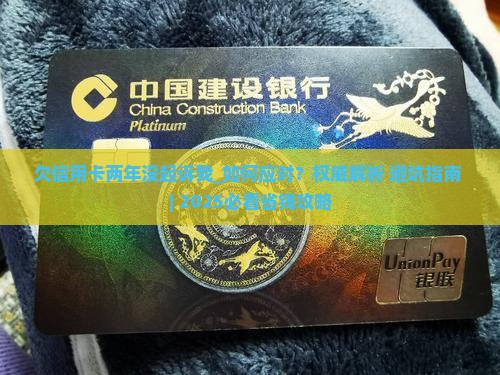 中国建设银行
China Construction Bank
Platinum
欠信用卡两年没起诉我_如何应对？权威解析 避坑指南
| 2025必看省钱攻略
UnionPay
银联